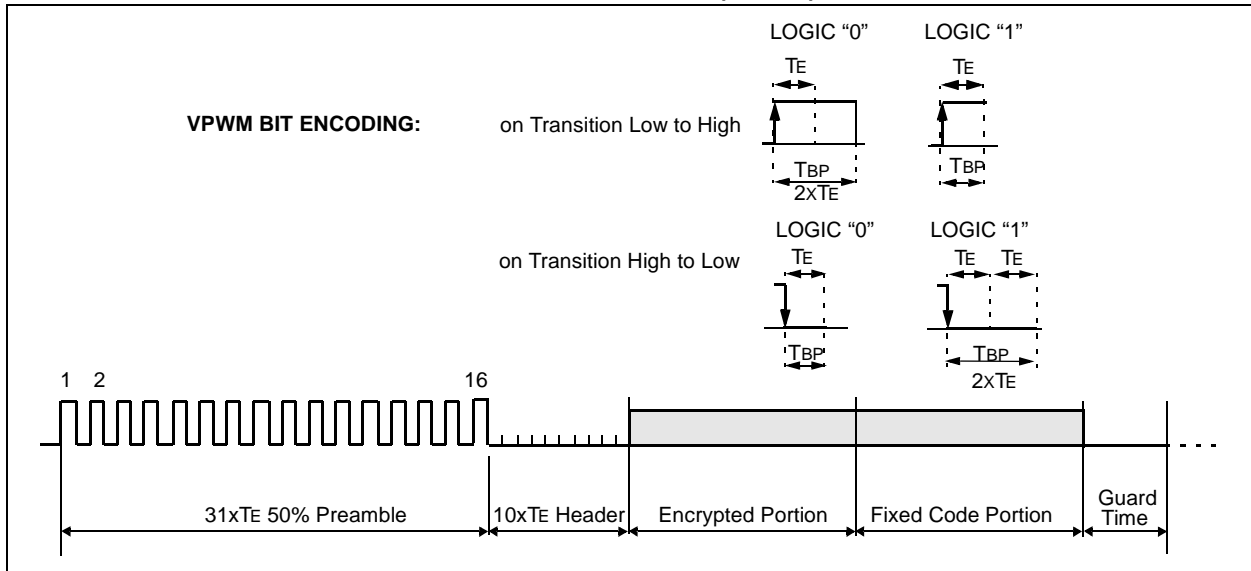 LOGIC “0” LOGIC “1”
TE TE
VPWM BIT ENCODING: on Transition Low to High
TBP TBP
2XTE
LOGIC “0” LOGIC “1”
on Transition High to Low TE TE TE
TBP TBP
2XTE
1 2 16
31xTE 50% Preamble 10xTE Header Encrypted Portion Fixed Code Portion Guard
Time